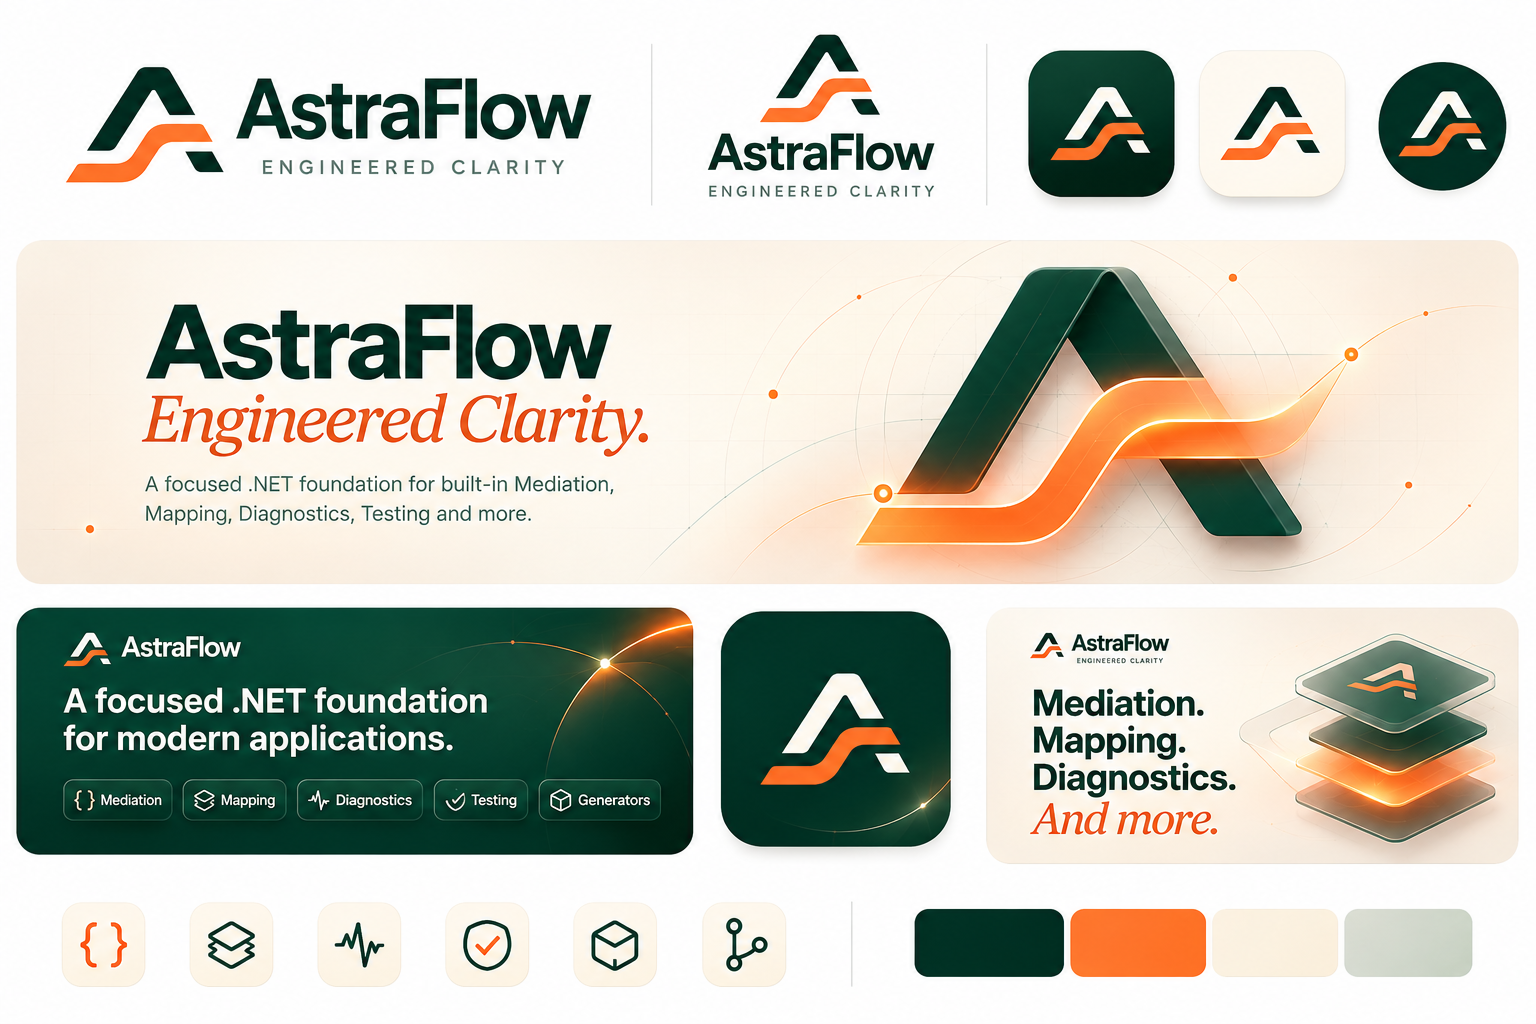 AstraFlow
ENGINEERED CLARITY
AstraFlow
ENGINEERED CLARITY
AstraFlow
Engineered Clarity.
A focused .NET foundation for built-in Mediation,
Mapping, Diagnostics, Testing and more.
AstraFlow
A focused .NET foundation
for modern applications.
{ } Mediation
Mapping
Diagnostics
Testing
Generators
AstraFlow
ENGINEERED CLARITY
Mediation.
Mapping.
Diagnostics.
And more.
{ }